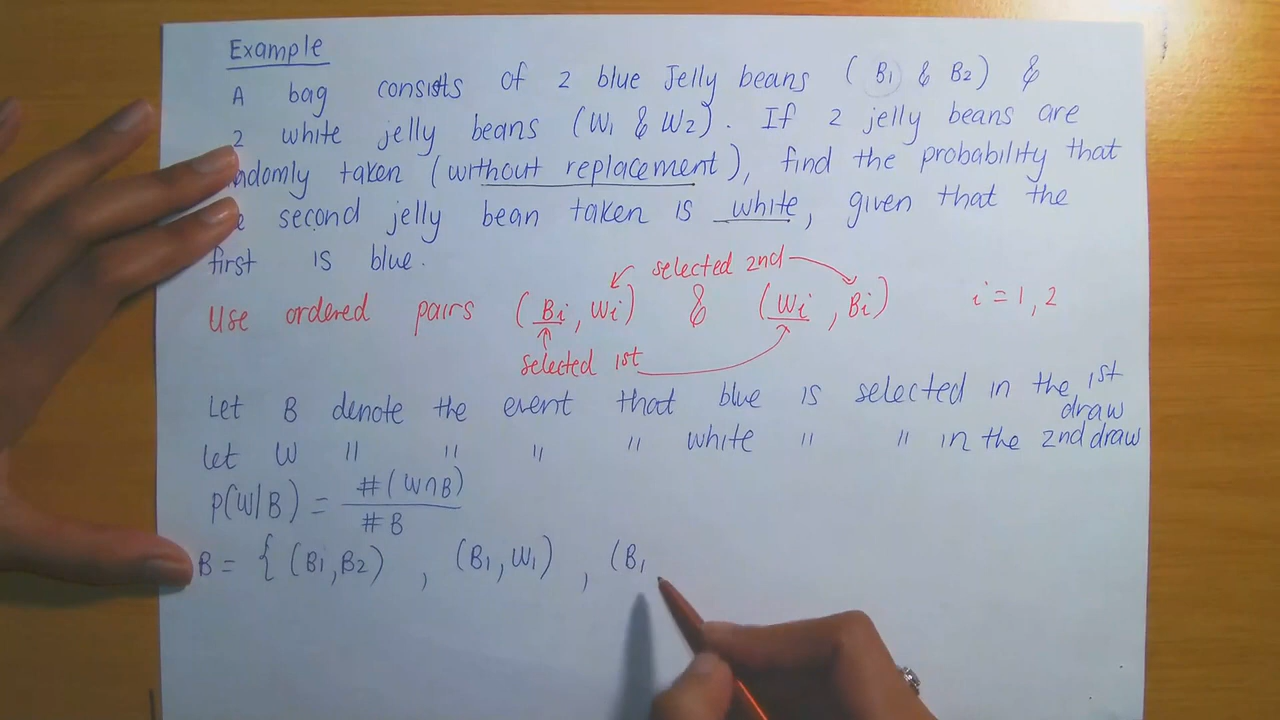 Example
A bag consists of 2 blue Jelly beans ( B1 & B2 ) &
2 white jelly beans (W1 & W2). If 2 jelly beans are
ndomly taken (without replacement), find the probability that
e second jelly bean taken is white, given that the
first is blue.
selected 2nd
Use ordered pairs (Bi, Wi) & (Wi, Bi) i = 1, 2
selected 1st
Let B denote the event that blue is selected in the 1st draw
Let W " " " " white " " in the 2nd draw
P(W|B) = #(W∩B) / #B
B = { (B1, B2) , (B1, W1) , (B1